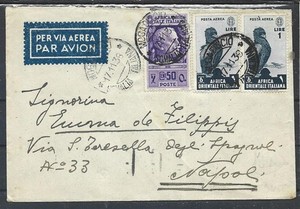 PER VIA AEREA
PAR AVION
POSTA AEREA
LIRE 1
AFRICA
ORIENTALE ITALIANA
POSTA AEREA
LIRE
1
AFRICA
ORIENTALE ITALIANA
50
POSTE
Signorina
Emma de Filippis
Via S. Teresella degli Spagnoli
N° 33
Napoli